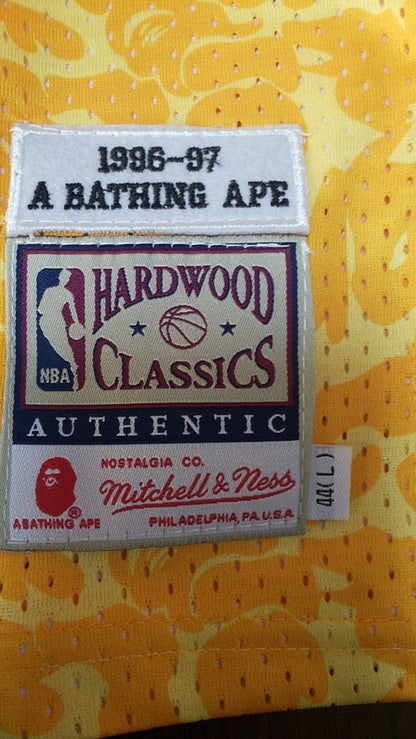 1996-97
A BATHING APE
HARDWOOD
CLASSICS
NBA
AUTHENTIC
NOSTALGIA CO.
Mitchell & Ness
A BATHING APE ®
PHILADELPHIA, PA. U.S.A.
44( L )